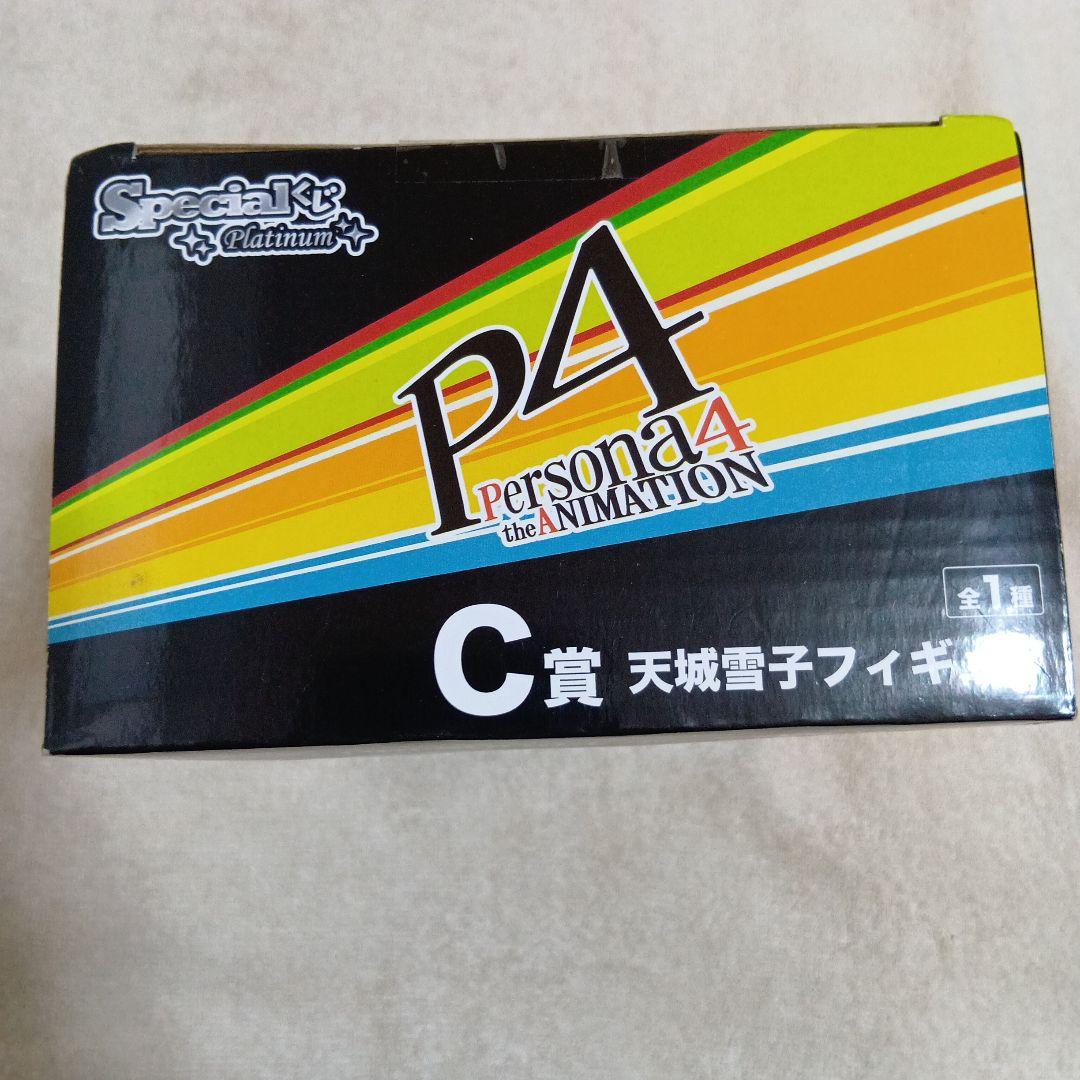 Specialくじ
Platinum
P4
Persona4
the ANIMATION
全1種
C賞 天城雪子フィギ